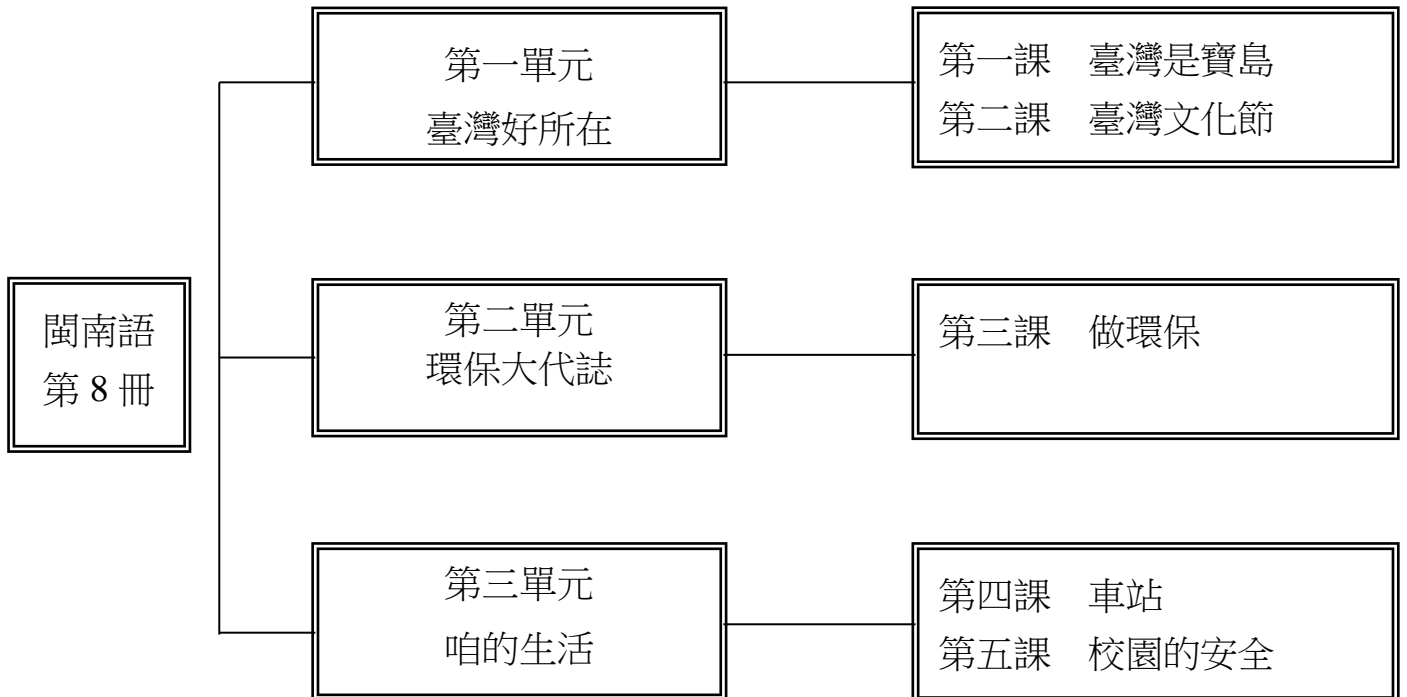 閩南語
第 8 冊
第一單元
臺灣好所在
第一課　臺灣是寶島
第二課　臺灣文化節
第二單元
環保大代誌
第三課　做環保
第三單元
咱的生活
第四課　車站
第五課　校園的安全